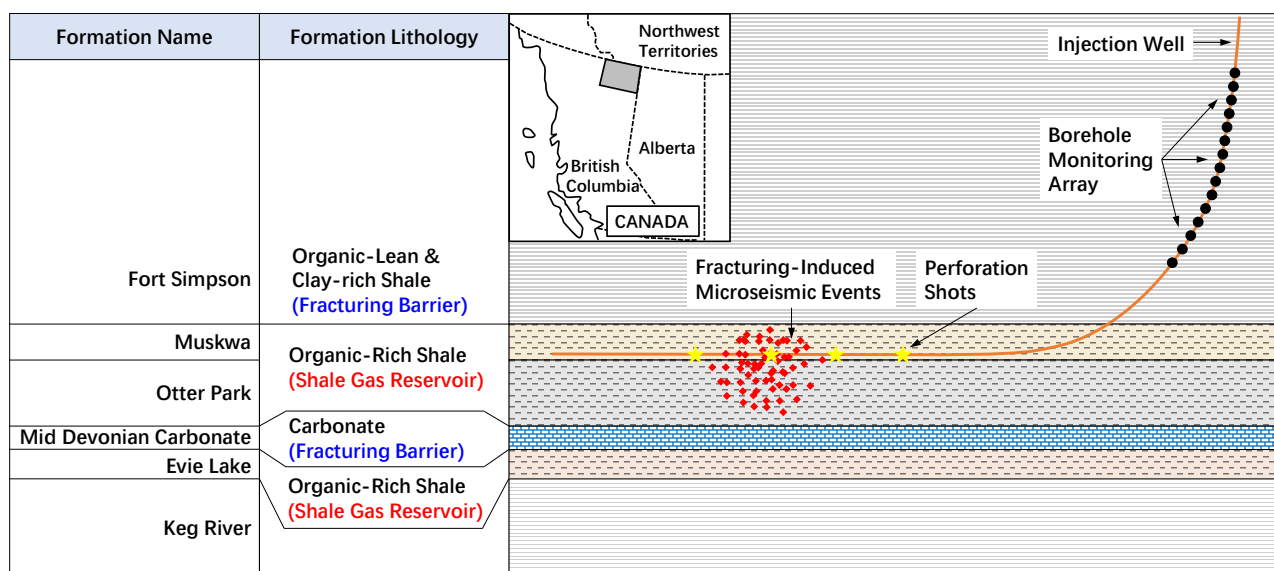 Formation Name
Formation Lithology
Northwest
Territories
Alberta
British
Columbia
CANADA
Injection Well
Borehole
Monitoring
Array
Fort Simpson
Organic-Lean &
Clay-rich Shale
(Fracturing Barrier)
Fracturing-Induced
Microseismic Events
Perforation
Shots
Muskwa
Organic-Rich Shale
(Shale Gas Reservoir)
Otter Park
Mid Devonian Carbonate
Carbonate
(Fracturing Barrier)
Evie Lake
Organic-Rich Shale
(Shale Gas Reservoir)
Keg River